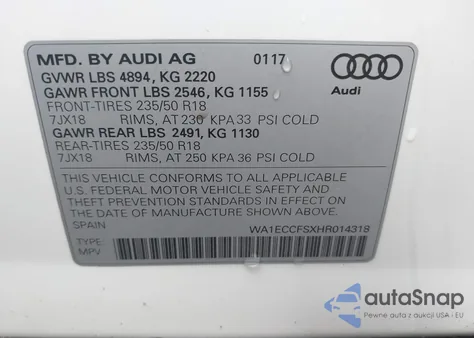 MFD. BY AUDI AG 0117
GVWR LBS 4894, KG 2220
GAWR FRONT LBS 2546, KG 1155
FRONT-TIRES 235/50 R18
7JX18 RIMS, AT 230 KPA 33 PSI COLD
GAWR REAR LBS 2491, KG 1130
REAR-TIRES 235/50 R18
7JX18 RIMS, AT 250 KPA 36 PSI COLD
Audi
THIS VEHICLE CONFORMS TO ALL APPLICABLE
U.S. FEDERAL MOTOR VEHICLE SAFETY AND
THEFT PREVENTION STANDARDS IN EFFECT ON
THE DATE OF MANUFACTURE SHOWN ABOVE.
SPAIN
WA1ECCFSXHR014318
TYPE:
MPV
autoSnap
Pewne auta z aukcji USA i EU